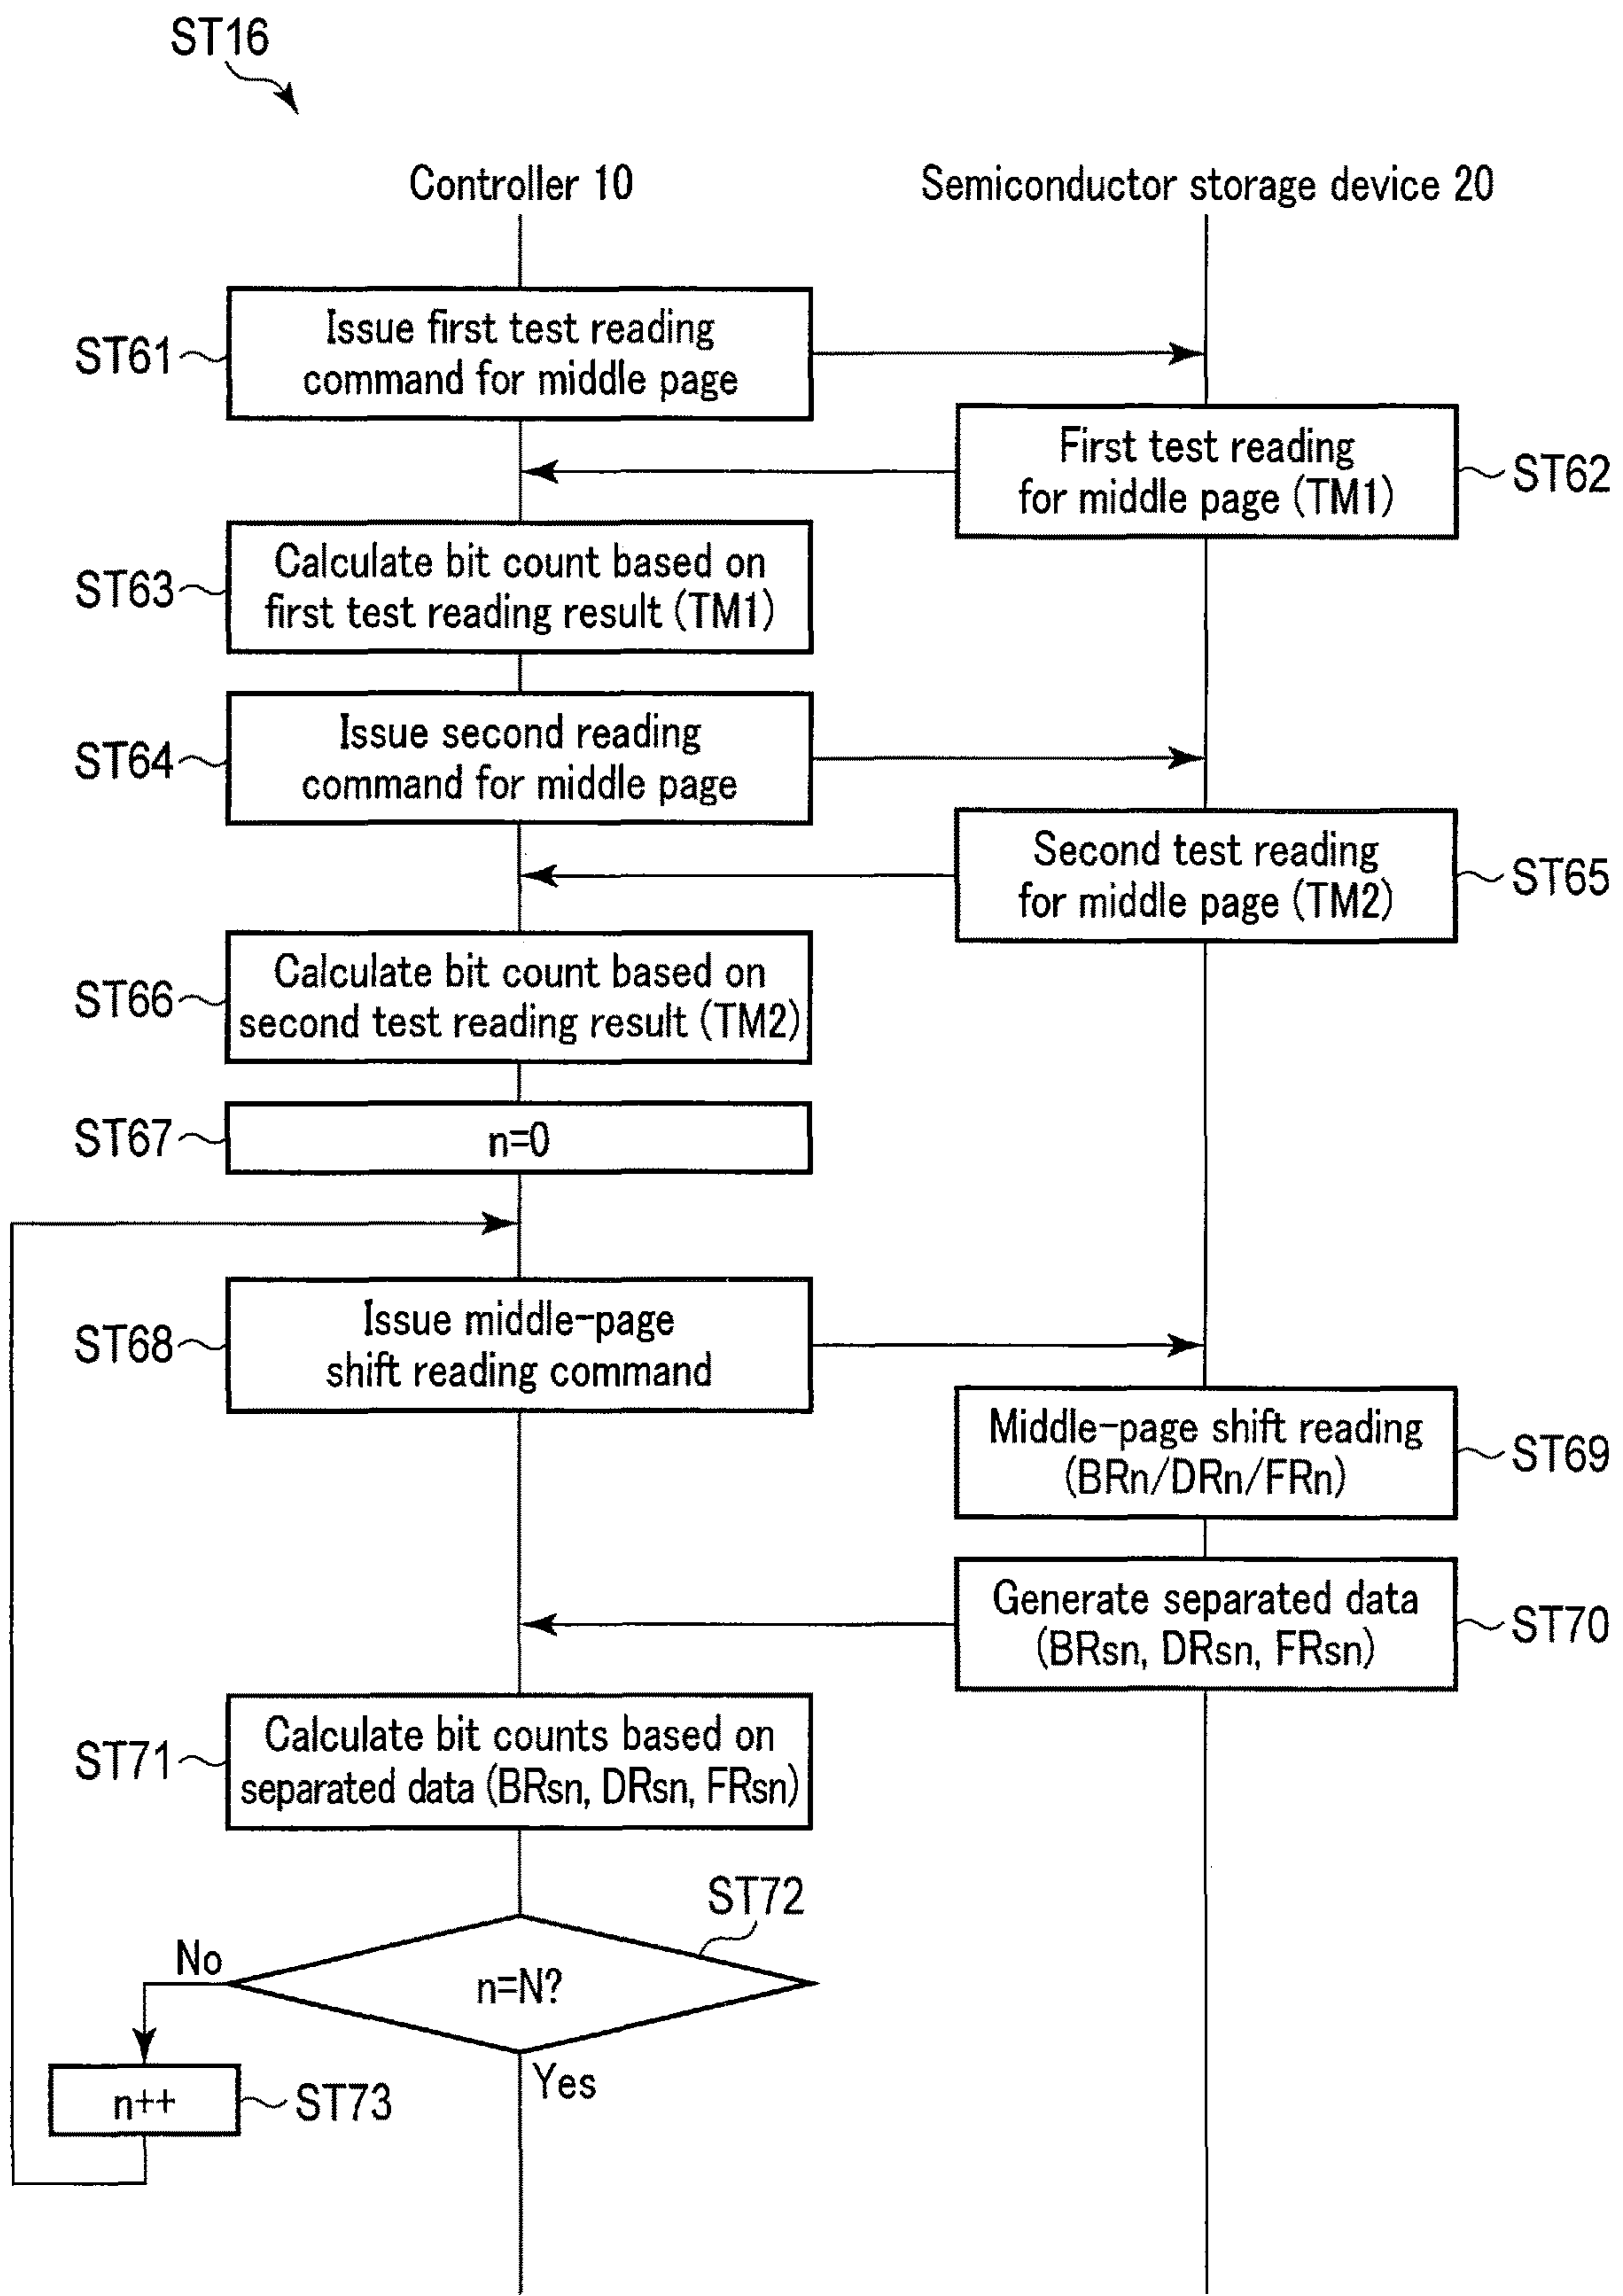 ST16
Controller 10
Semiconductor storage device 20
ST61
Issue first test reading
command for middle page
First test reading
for middle page (TM1)
ST62
ST63
Calculate bit count based on
first test reading result (TM1)
ST64
Issue second reading
command for middle page
Second test reading
for middle page (TM2)
ST65
ST66
Calculate bit count based on
second test reading result (TM2)
ST67
n=0
ST68
Issue middle-page
shift reading command
Middle-page shift reading
(BRn/DRn/FRn)
ST69
Generate separated data
(BRsn, DRsn, FRsn)
ST70
ST71
Calculate bit counts based on
separated data (BRsn, DRsn, FRsn)
ST72
No
n=N?
Yes
n++
ST73